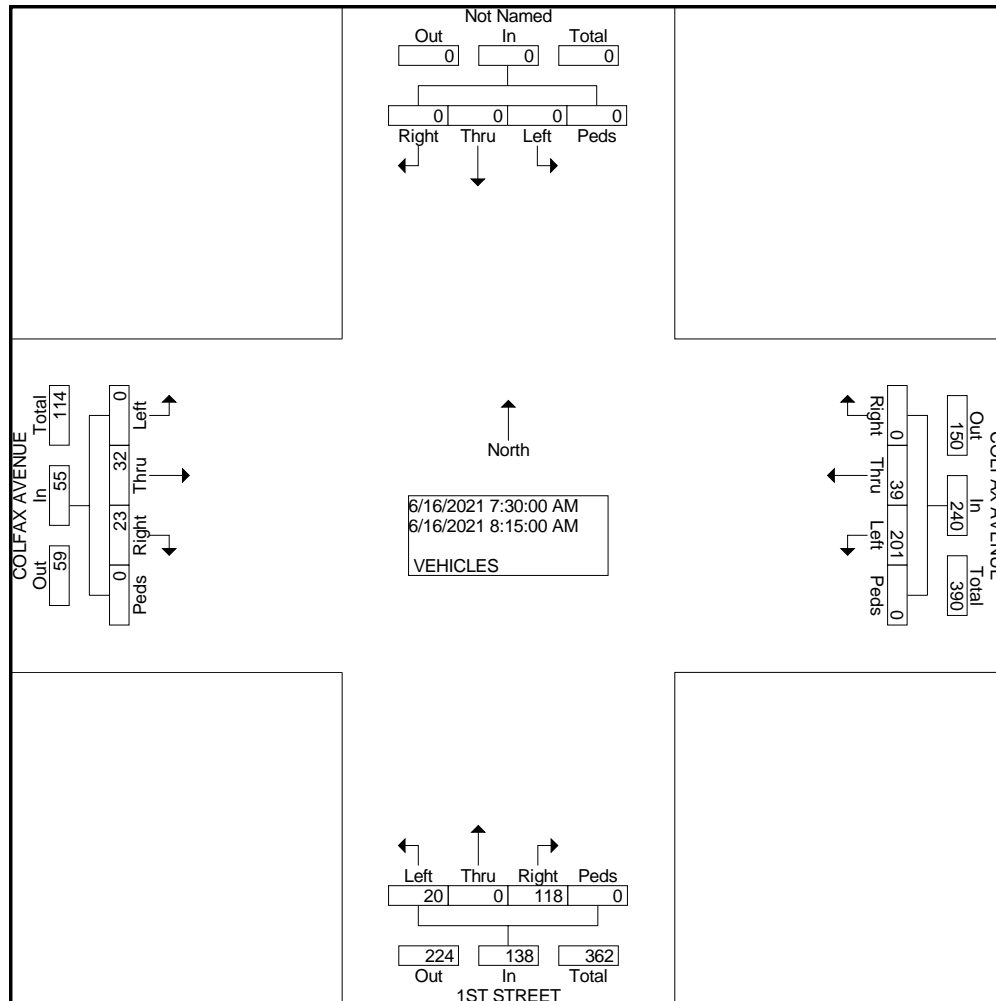 Not Named
Out In Total
0 0 0
0 0 0 0
Right Thru Left Peds
COLFAX AVENUE
Total In Out
114 55 59
0 32 23 0
Left Thru Right Peds
North
6/16/2021 7:30:00 AM
6/16/2021 8:15:00 AM
VEHICLES
Right Thru Left Peds
0 39 201 0
Out In Total
150 240 390
COLFAX AVENUE
Left Thru Right Peds
20 0 118 0
224 138 362
Out In Total
1ST STREET